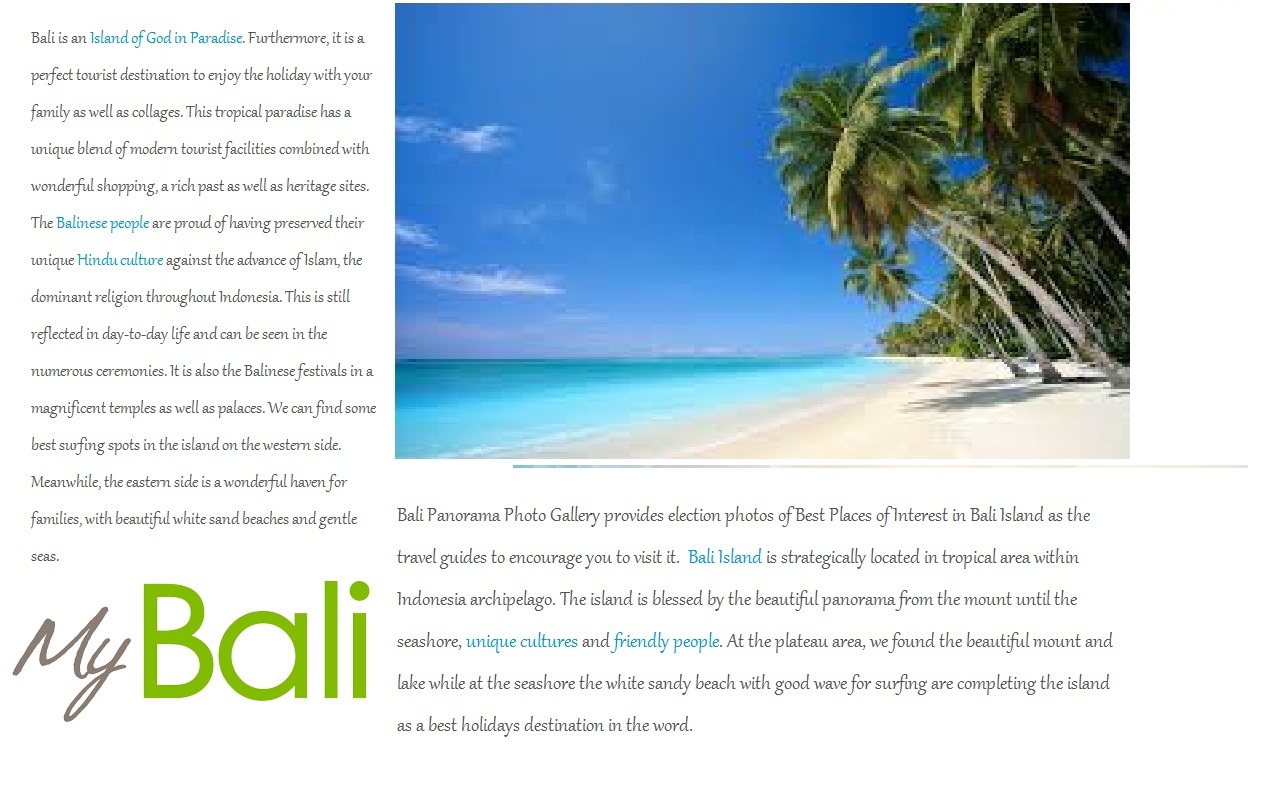 Bali is an Island of God in Paradise. Furthermore, it is a
perfect tourist destination to enjoy the holiday with your
family as well as collages. This tropical paradise has a
unique blend of modern tourist facilities combined with
wonderful shopping, a rich past as well as heritage sites.
The Balinese people are proud of having preserved their
unique Hindu culture against the advance of Islam, the
dominant religion throughout Indonesia. This is still
reflected in day-to-day life and can be seen in the
numerous ceremonies. It is also the Balinese festivals in a
magnificent temples as well as palaces. We can find some
best surfing spots in the island on the western side.
Meanwhile, the eastern side is a wonderful haven for
families, with beautiful white sand beaches and gentle
seas.
My Bali
Bali Panorama Photo Gallery provides election photos of Best Places of Interest in Bali Island as the
travel guides to encourage you to visit it. Bali Island is strategically located in tropical area within
Indonesia archipelago. The island is blessed by the beautiful panorama from the mount until the
seashore, unique cultures and friendly people. At the plateau area, we found the beautiful mount and
lake while at the seashore the white sandy beach with good wave for surfing are completing the island
as a best holidays destination in the word.